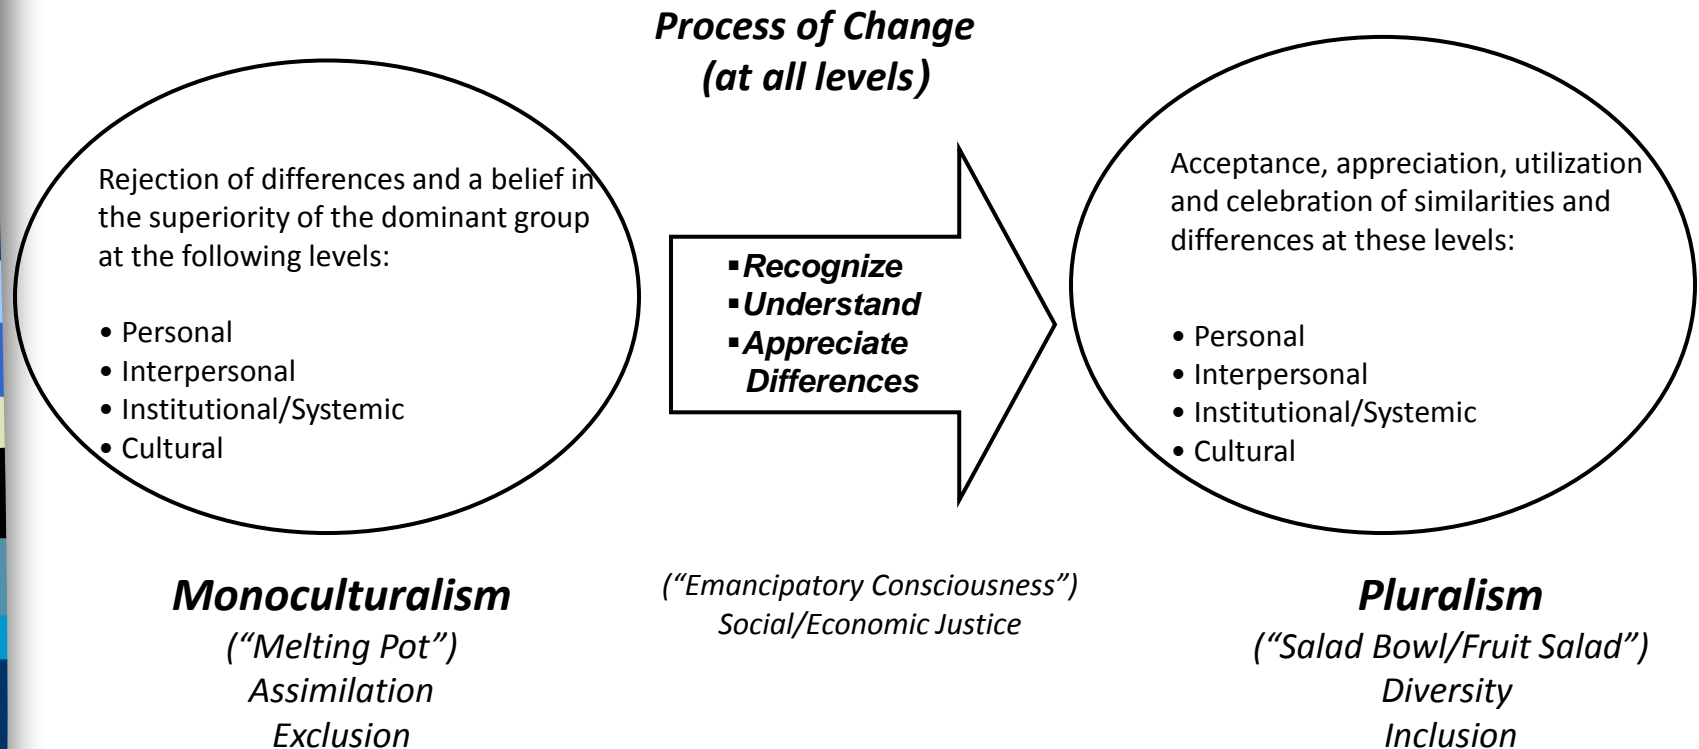 Process of Change
(at all levels)
Rejection of differences and a belief in
the superiority of the dominant group
at the following levels:
• Personal
• Interpersonal
• Institutional/Systemic
• Cultural
▪Recognize
▪Understand
▪Appreciate
Differences
Acceptance, appreciation, utilization
and celebration of similarities and
differences at these levels:
• Personal
• Interpersonal
• Institutional/Systemic
• Cultural
Monoculturalism
(“Melting Pot”)
Assimilation
Exclusion
(“Emancipatory Consciousness”)
Social/Economic Justice
Pluralism
(“Salad Bowl/Fruit Salad”)
Diversity
Inclusion